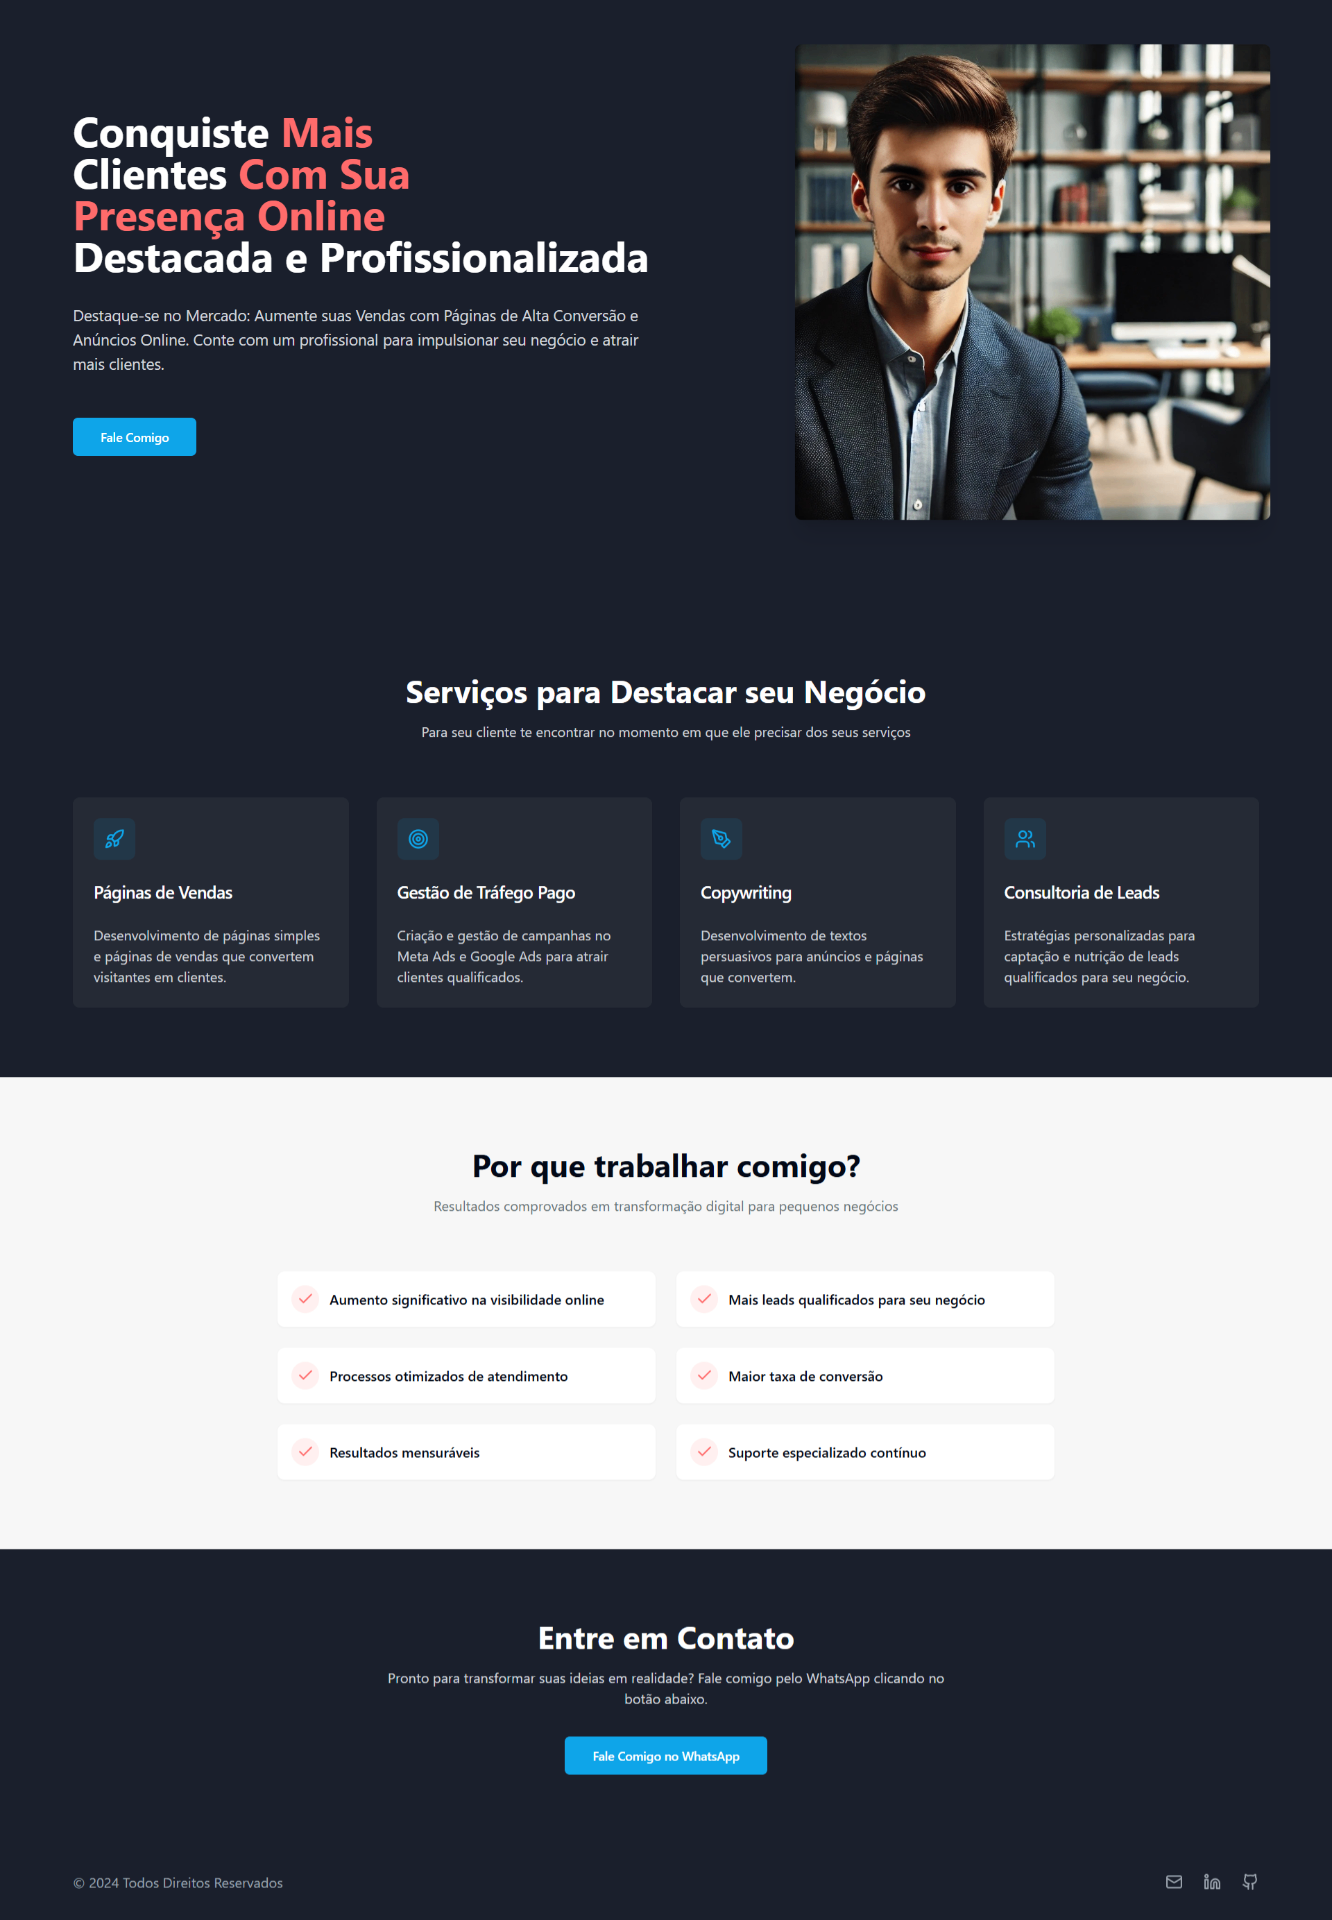 Conquiste Mais
Clientes Com Sua
Presença Online
Destacada e Profissionalizada
Destaque-se no Mercado: Aumente suas Vendas com Páginas de Alta Conversão e
Anúncios Online. Conte com um profissional para impulsionar seu negócio e atrair
mais clientes.
Fale Comigo
Serviços para Destacar seu Negócio
Para seu cliente te encontrar no momento em que ele precisar dos seus serviços
Páginas de Vendas
Desenvolvimento de páginas simples
e páginas de vendas que convertem
visitantes em clientes.
Gestão de Tráfego Pago
Criação e gestão de campanhas no
Meta Ads e Google Ads para atrair
clientes qualificados.
Copywriting
Desenvolvimento de textos
persuasivos para anúncios e páginas
que convertem.
Consultoria de Leads
Estratégias personalizadas para
captação e nutrição de leads
qualificados para seu negócio.
Por que trabalhar comigo?
Resultados comprovados em transformação digital para pequenos negócios
Aumento significativo na visibilidade online
Mais leads qualificados para seu negócio
Processos otimizados de atendimento
Maior taxa de conversão
Resultados mensuráveis
Suporte especializado contínuo
Entre em Contato
Pronto para transformar suas ideias em realidade? Fale comigo pelo WhatsApp clicando no
botão abaixo.
Fale Comigo no WhatsApp
© 2024 Todos Direitos Reservados